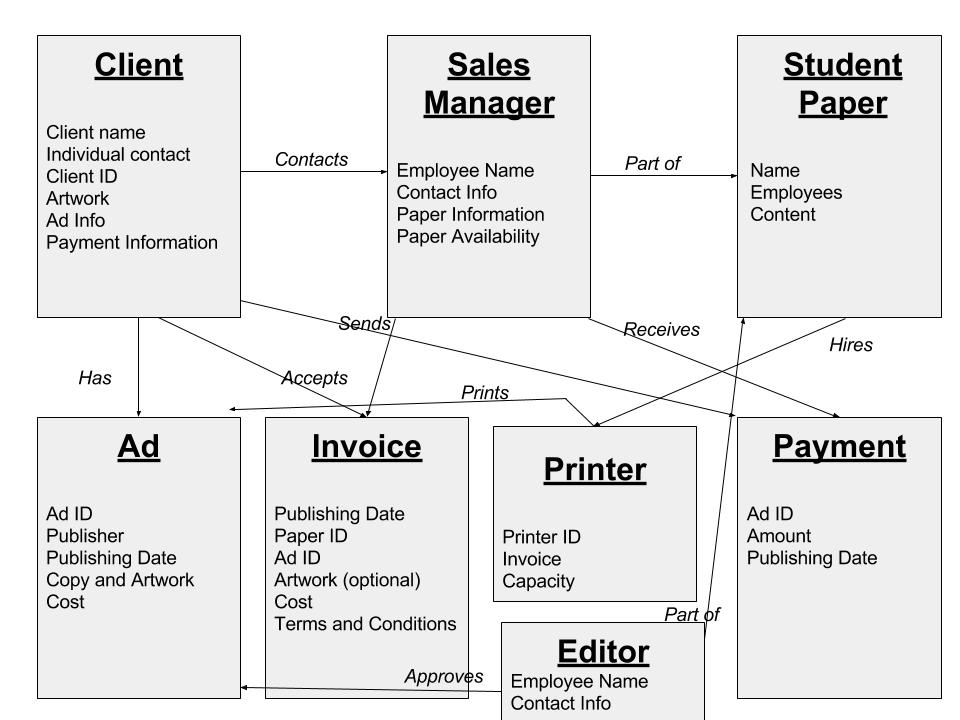 Client
Client name
Individual contact
Client ID
Artwork
Ad Info
Payment Information
Contacts
Sales
Manager
Employee Name
Contact Info
Paper Information
Paper Availability
Part of
Student
Paper
Name
Employees
Content
Sends
Receives
Hires
Has
Accepts
Prints
Ad
Ad ID
Publisher
Publishing Date
Copy and Artwork
Cost
Invoice
Publishing Date
Paper ID
Ad ID
Artwork (optional)
Cost
Terms and Conditions
Printer
Printer ID
Invoice
Capacity
Payment
Ad ID
Amount
Publishing Date
Part of
Approves
Editor
Employee Name
Contact Info